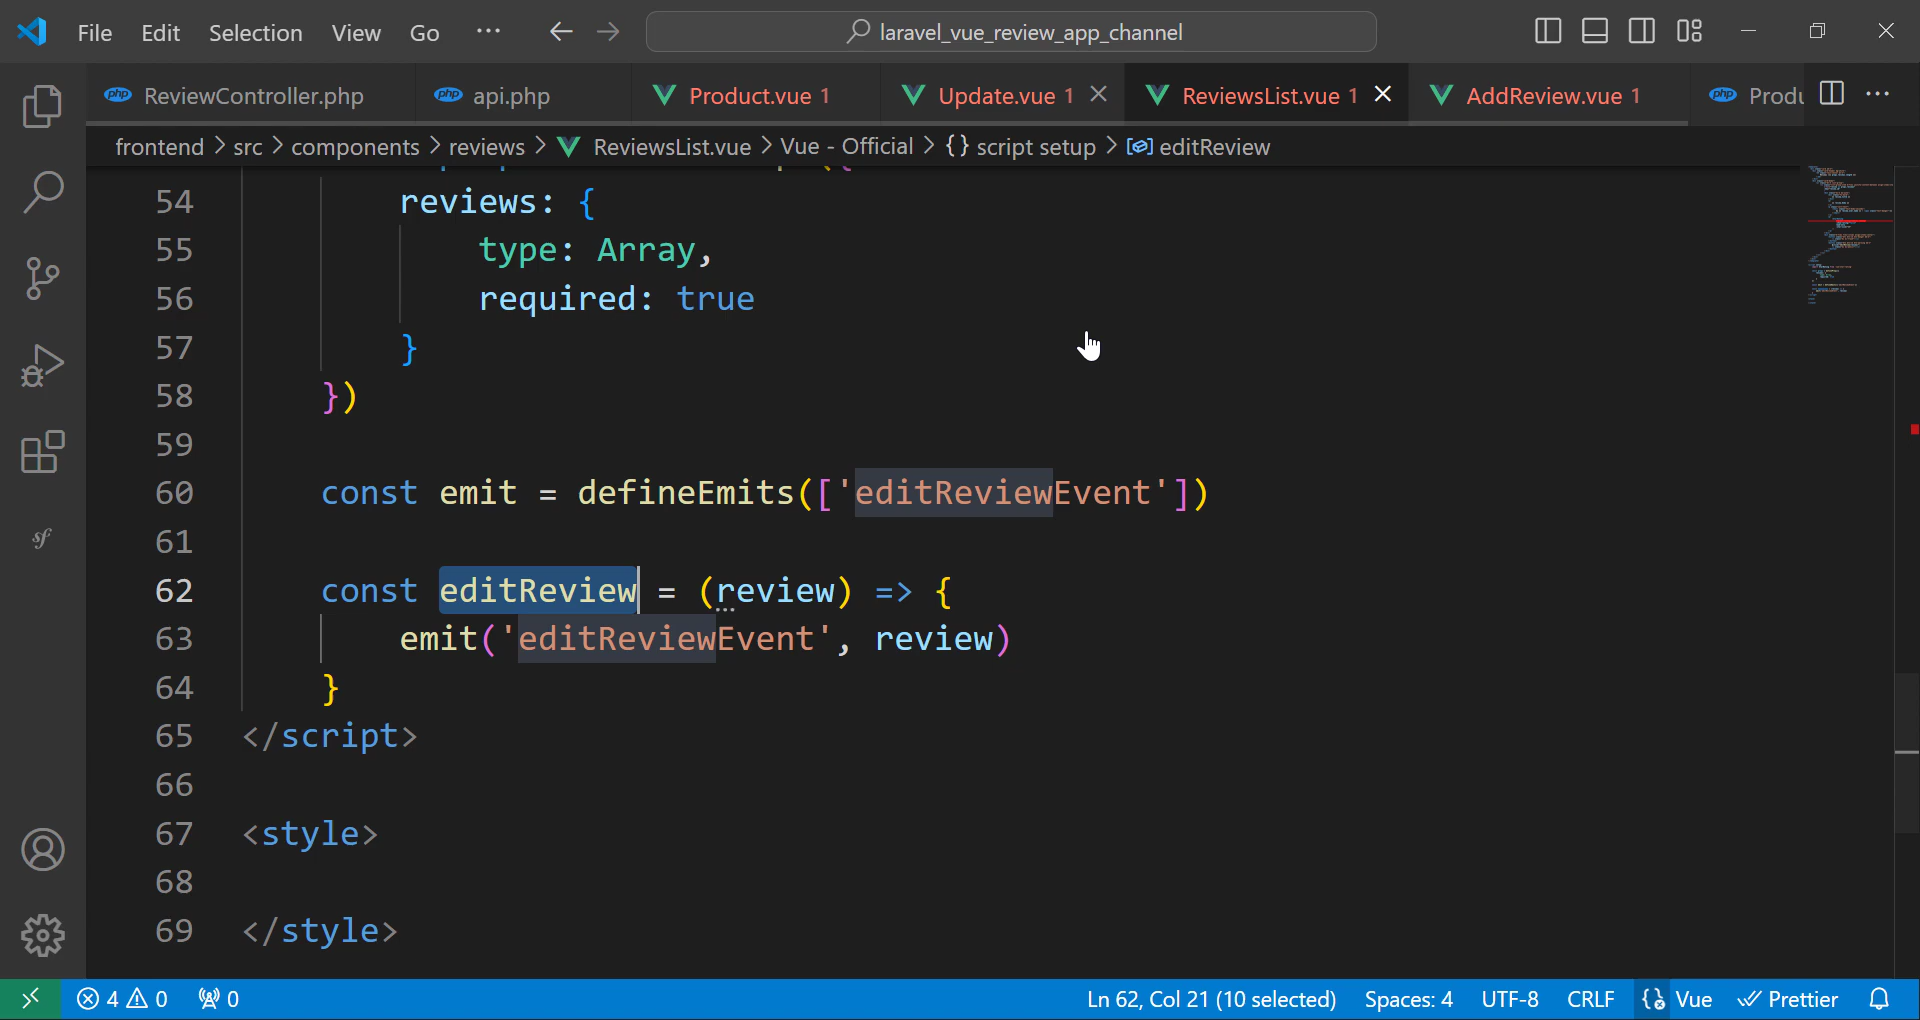 File Edit Selection View Go ··· laravel_vue_review_app_channel
ReviewController.php api.php Product.vue 1 Update.vue 1 ReviewsList.vue 1 AddReview.vue 1 Produ
frontend > src > components > reviews > ReviewsList.vue > Vue - Official > {} script setup > editReview
54 reviews: {
55 type: Array,
56 required: true
57 }
58 })
59
60 const emit = defineEmits(['editReviewEvent'])
61
62 const editReview = (review) => {
63 emit('editReviewEvent', review)
64 }
65 </script>
66
67 <style>
68
69 </style>
4 0 0 Ln 62, Col 21 (10 selected) Spaces: 4 UTF-8 CRLF Vue Prettier